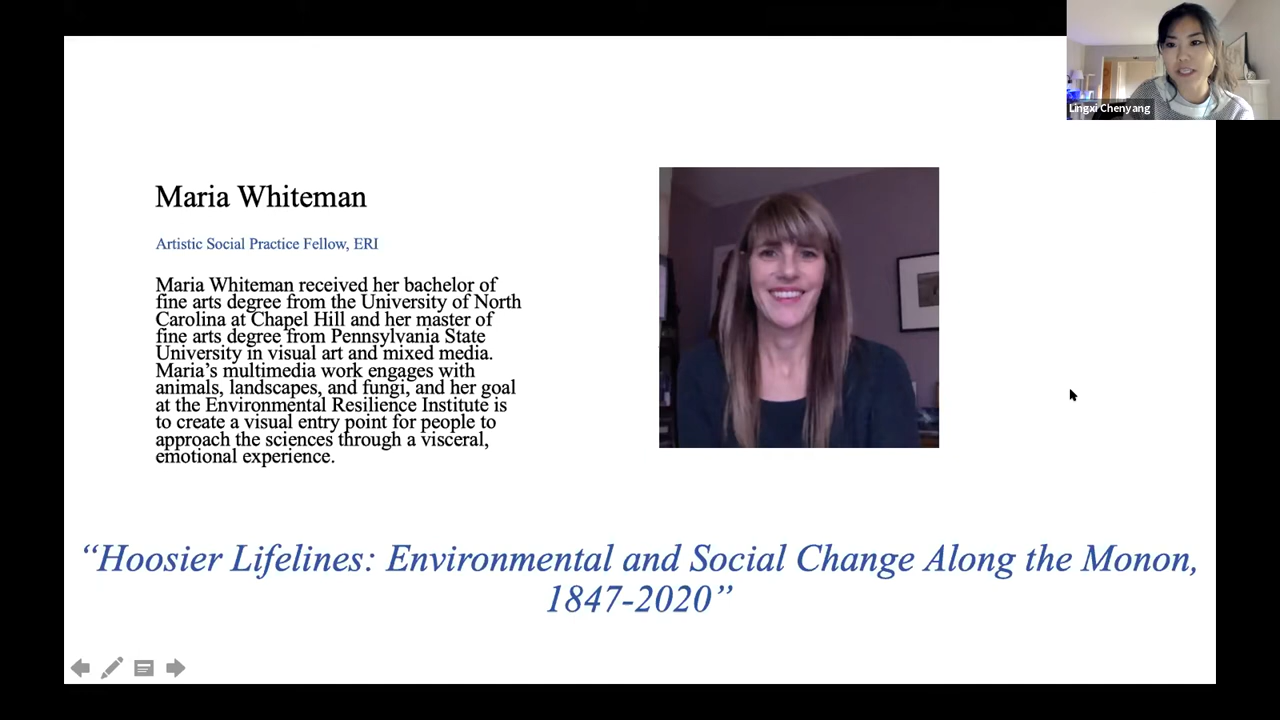 Lingxi Chenyang
Maria Whiteman
Artistic Social Practice Fellow, ERI
Maria Whiteman received her bachelor of
fine arts degree from the University of North
Carolina at Chapel Hill and her master of
fine arts degree from Pennsylvania State
University in visual art and mixed media.
Maria’s multimedia work engages with
animals, landscapes, and fungi, and her goal
at the Environmental Resilience Institute is
to create a visual entry point for people to
approach the sciences through a visceral,
emotional experience.
“Hoosier Lifelines: Environmental and Social Change Along the Monon,
1847-2020”